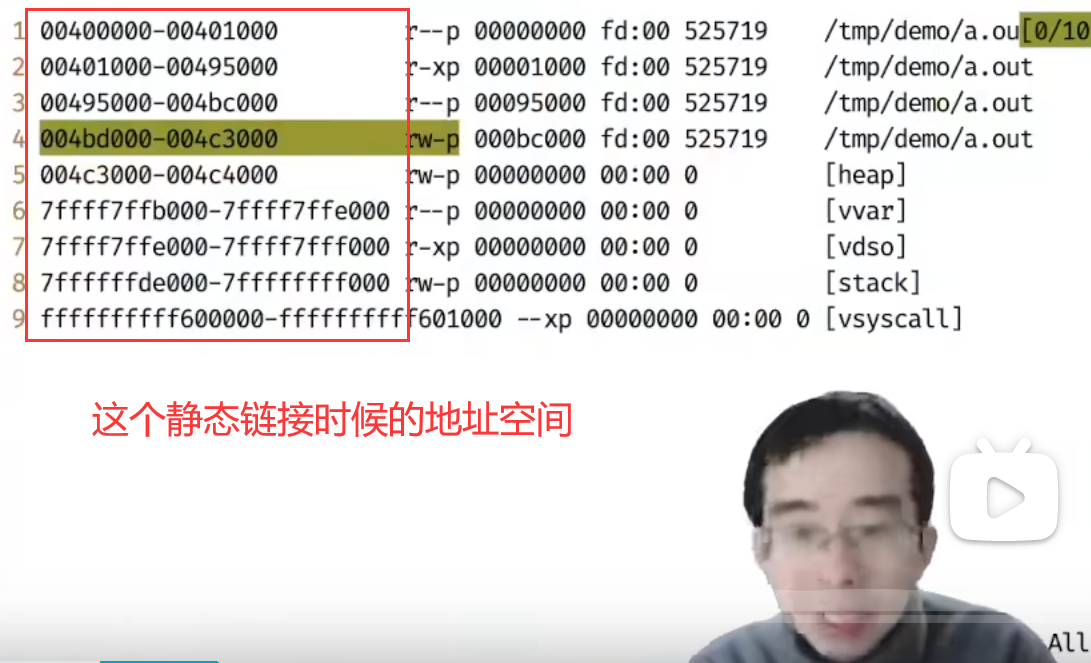 1 00400000-00401000 r--p 00000000 fd:00 525719 /tmp/demo/a.ou[0/10
2 00401000-00495000 r-xp 00001000 fd:00 525719 /tmp/demo/a.out
3 00495000-004bc000 r--p 00095000 fd:00 525719 /tmp/demo/a.out
4 004bd000-004c3000 rw-p 000bc000 fd:00 525719 /tmp/demo/a.out
5 004c3000-004c4000 rw-p 00000000 00:00 0 [heap]
6 7ffff7ffb000-7ffff7ffe000 r--p 00000000 00:00 0 [vvar]
7 7ffff7ffe000-7ffff7fff000 r-xp 00000000 00:00 0 [vdso]
8 7ffffffde000-7ffffffff000 rw-p 00000000 00:00 0 [stack]
9 ffffffffff600000-ffffffffff601000 --xp 00000000 00:00 0 [vsyscall]
这个静态链接时候的地址空间
All